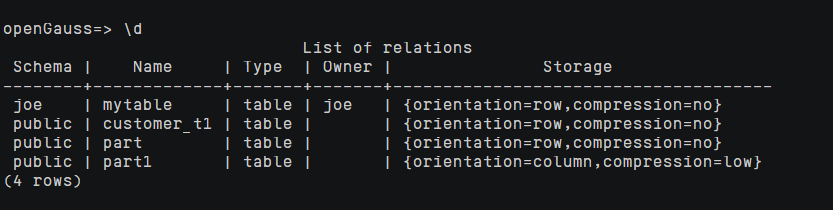 openGauss=> \d
                              List of relations
 Schema |    Name     | Type  | Owner |               Storage
--------+-------------+-------+-------+--------------------------------------
 joe    | mytable     | table | joe   | {orientation=row,compression=no}
 public | customer_t1 | table |       | {orientation=row,compression=no}
 public | part        | table |       | {orientation=row,compression=no}
 public | part1       | table |       | {orientation=column,compression=low}
(4 rows)